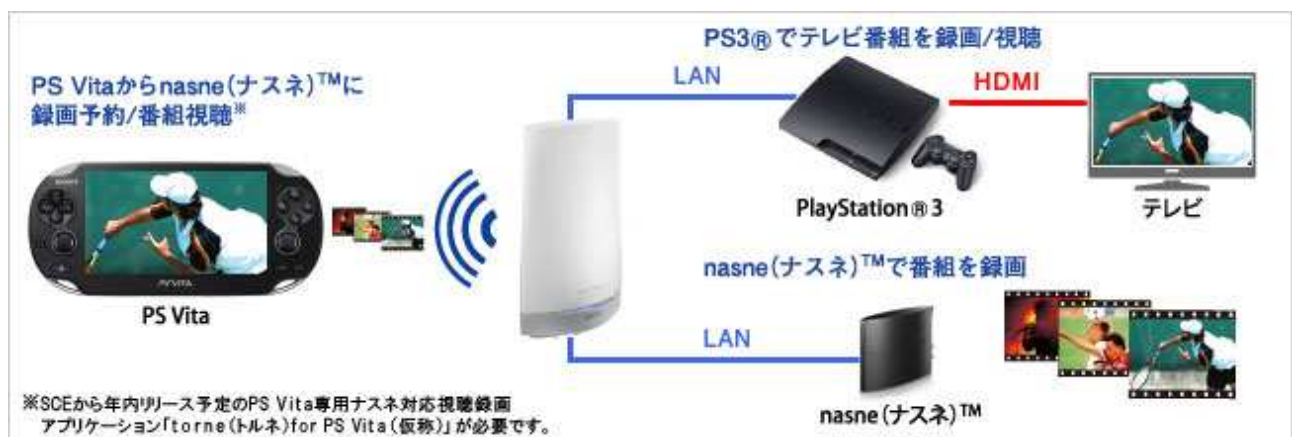 PS3®でテレビ番組を録画/視聴
LAN
HDMI
PS Vitaからnasne(ナスネ)™に
録画予約/番組視聴※
PlayStation®3
テレビ
PS Vita
nasne(ナスネ)™で番組を録画
LAN
nasne(ナスネ)™
※SCEから年内リリース予定のPS Vita専用ナスネ対応視聴録画
アプリケーション「torne(トルネ)for PS Vita(仮称)」が必要です。